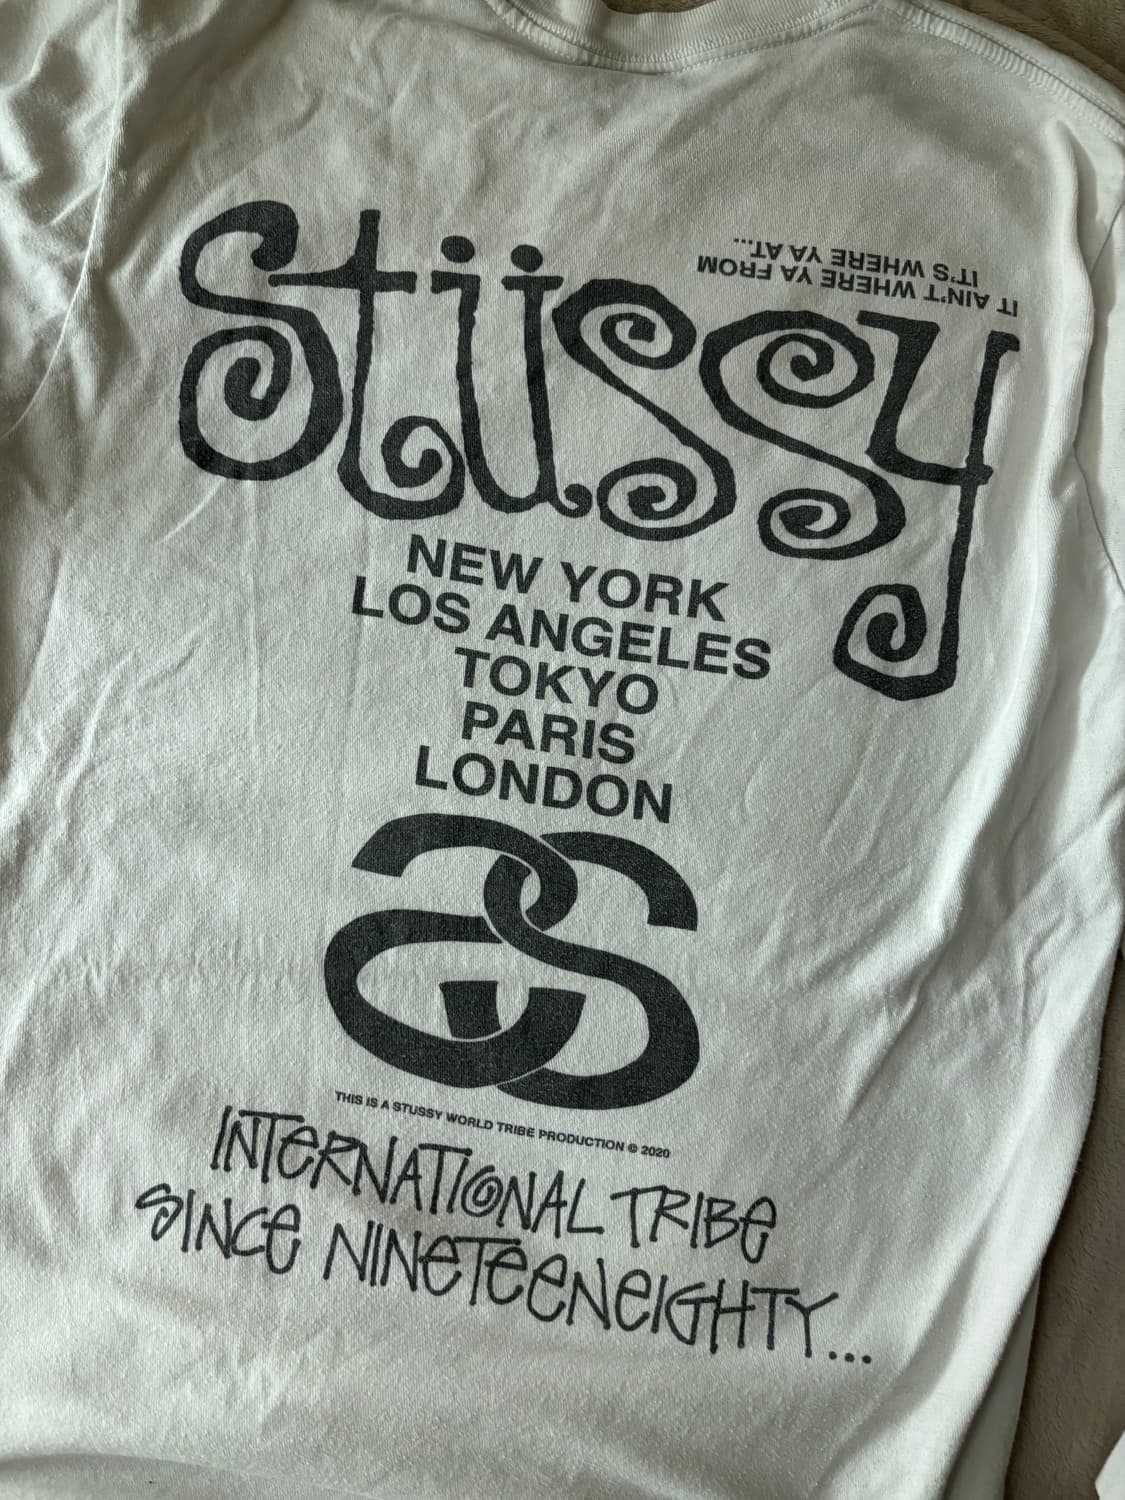 stüssy
IT AIN'T WHERE YA FROM
IT'S WHERE YA AT...
NEW YORK
LOS ANGELES
TOKYO
PARIS
LONDON
THIS IS A STUSSY WORLD TRIBE PRODUCTION © 2020
INTERNATIONAL TRIBE
SINCE NINETEENEIGHTY...